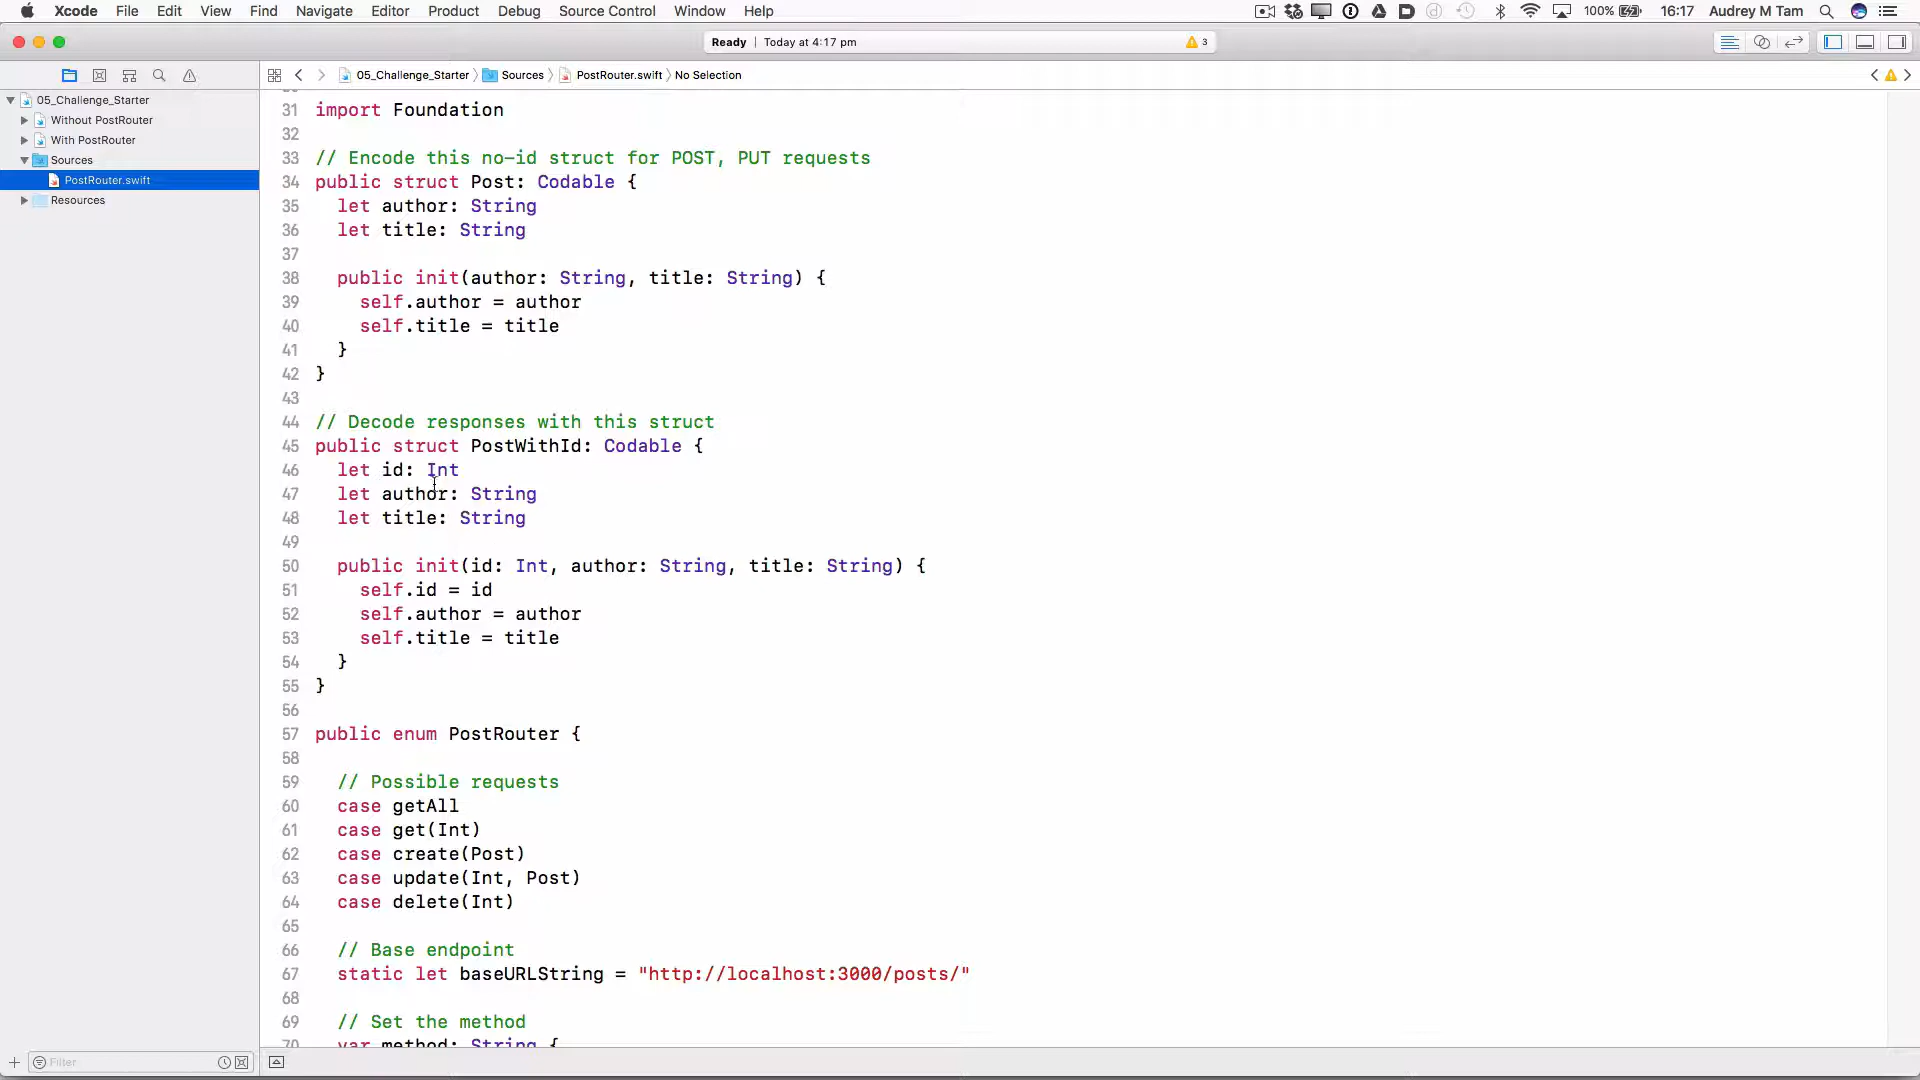 Xcode File Edit View Find Navigate Editor Product Debug Source Control Window Help 100% 16:17 Audrey M Tam
Ready | Today at 4:17 pm 3
05_Challenge_Starter Sources PostRouter.swift No Selection
05_Challenge_Starter
Without PostRouter
With PostRouter
Sources
PostRouter.swift
Resources
31 import Foundation
32
33 // Encode this no-id struct for POST, PUT requests
34 public struct Post: Codable {
35 let author: String
36 let title: String
37
38 public init(author: String, title: String) {
39 self.author = author
40 self.title = title
41 }
42 }
43
44 // Decode responses with this struct
45 public struct PostWithId: Codable {
46 let id: Int
47 let author: String
48 let title: String
49
50 public init(id: Int, author: String, title: String) {
51 self.id = id
52 self.author = author
53 self.title = title
54 }
55 }
56
57 public enum PostRouter {
58
59 // Possible requests
60 case getAll
61 case get(Int)
62 case create(Post)
63 case update(Int, Post)
64 case delete(Int)
65
66 // Base endpoint
67 static let baseURLString = "http://localhost:3000/posts/"
68
69 // Set the method
70 var method: String {
Filter